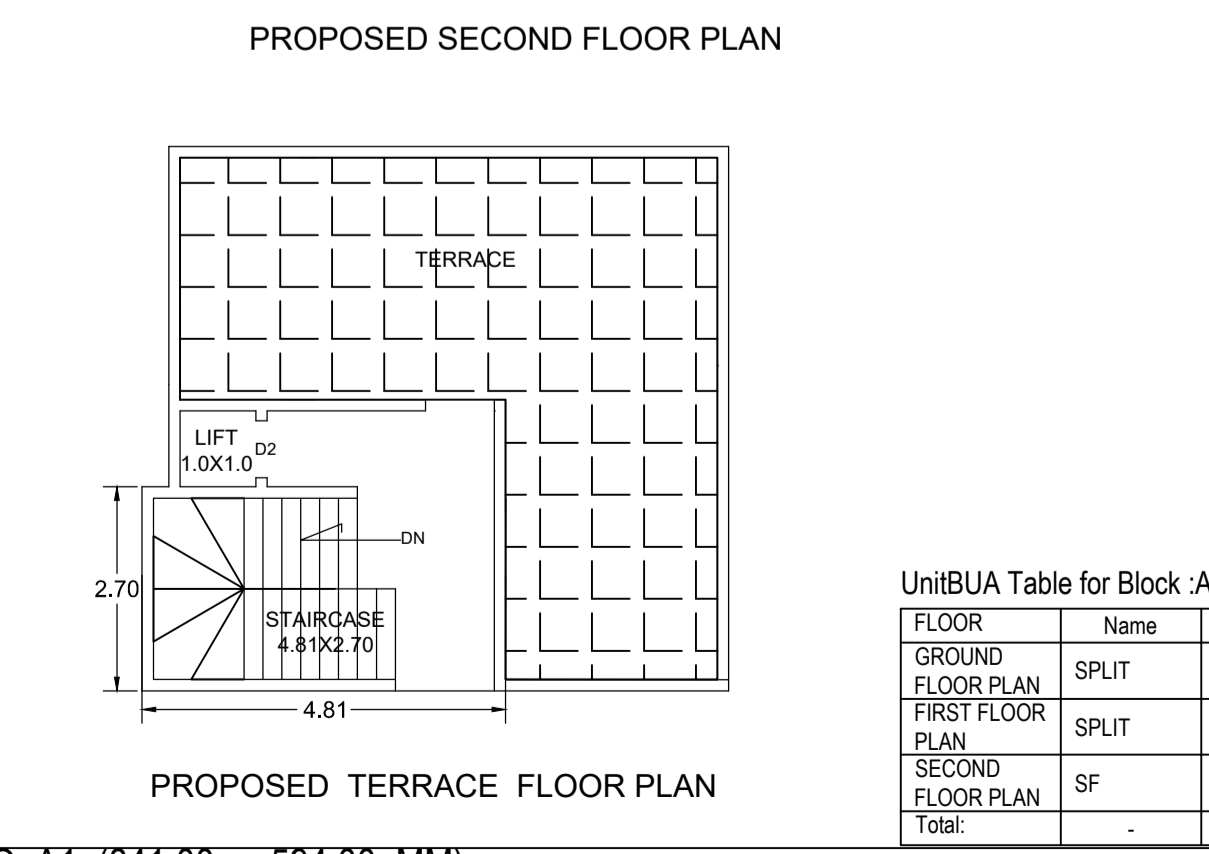 PROPOSED SECOND FLOOR PLAN
TERRACE
LIFT
1.0X1.0
D2
DN
2.70
STAIRCASE
4.81X2.70
4.81
PROPOSED TERRACE FLOOR PLAN
UnitBUA Table for Block :A
FLOOR Name
GROUND
FLOOR PLAN
SPLIT
FIRST FLOOR
PLAN
SPLIT
SECOND
FLOOR PLAN
SF
Total: -